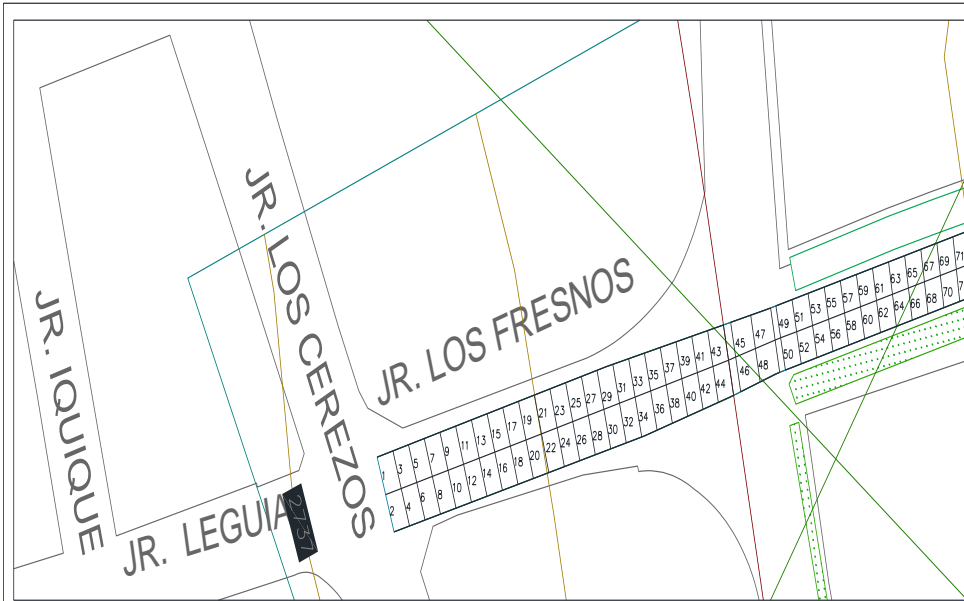 JR. IQUIQUE
JR. LOS CEREZOS
JR. LOS FRESNOS
JR. LEGUIA
2737
1 3 5 7 9 11 13 15 17 19 21 23 25 27 29 31 33 35 37 39 41 43 45 47 49 51 53 55 57 59 61 63 65 67 69 71
2 4 6 8 10 12 14 16 18 20 22 24 26 28 30 32 34 36 38 40 42 44 46 48 50 52 54 56 58 60 62 64 66 68 70